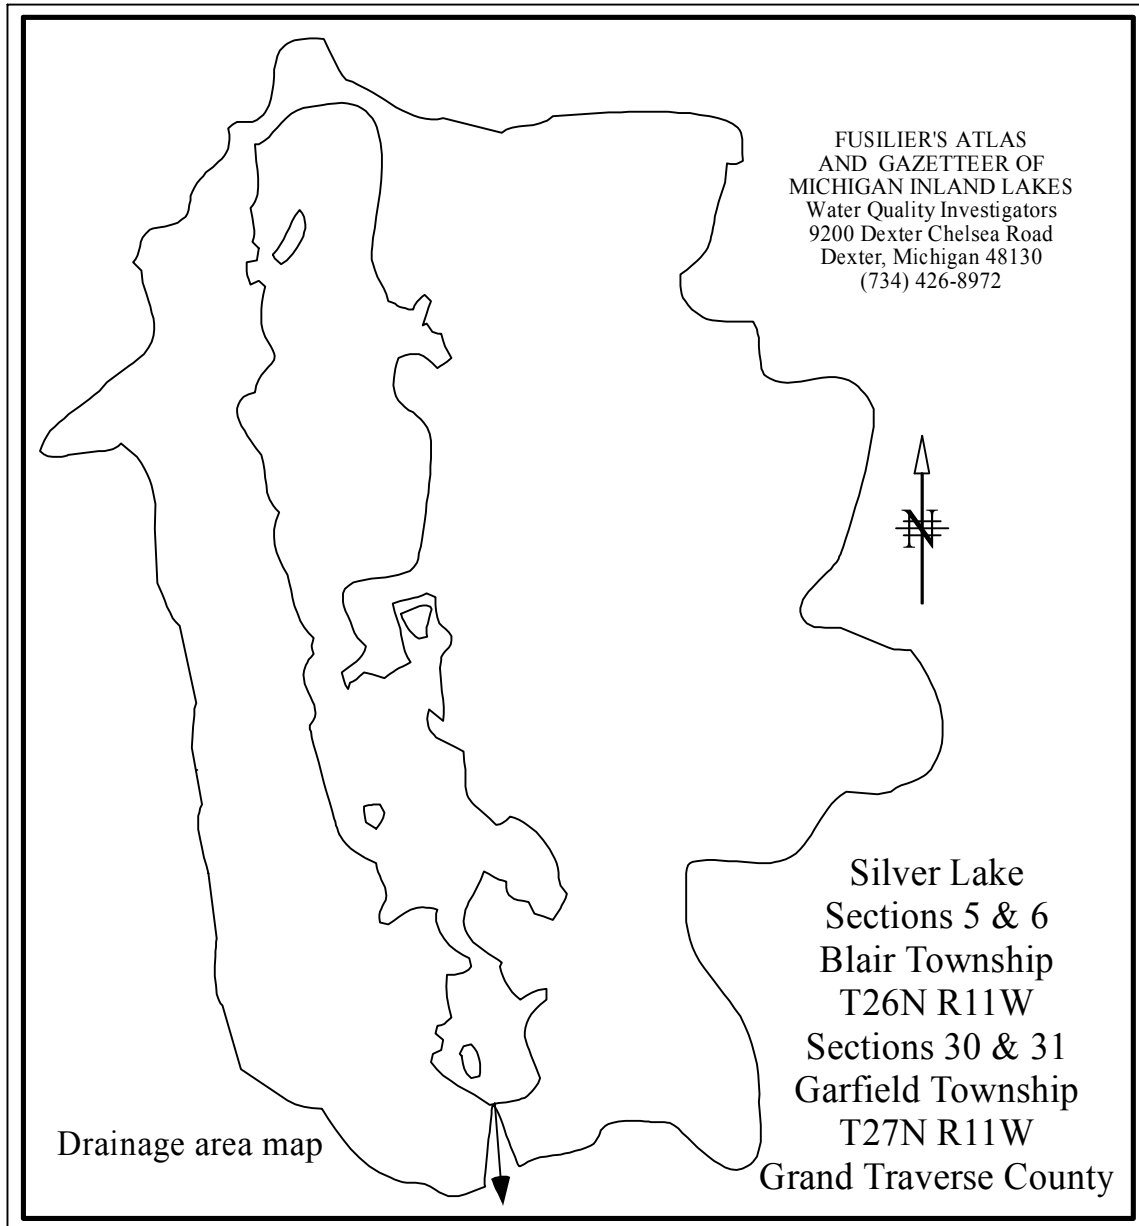 FUSILIER'S ATLAS
AND GAZETTEER OF
MICHIGAN INLAND LAKES
Water Quality Investigators
9200 Dexter Chelsea Road
Dexter, Michigan 48130
(734) 426-8972
N
Silver Lake
Sections 5 & 6
Blair Township
T26N R11W
Sections 30 & 31
Garfield Township
T27N R11W
Grand Traverse County
Drainage area map